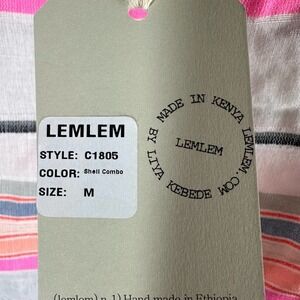 LEMLEM
STYLE: C1805
COLOR: Shell Combo
SIZE: M
MADE IN KENYA LEMLEM.COM
BY LIYA KEBEDE
LEMLEM
(lemlem) n. 1) Hand made in Ethiopia